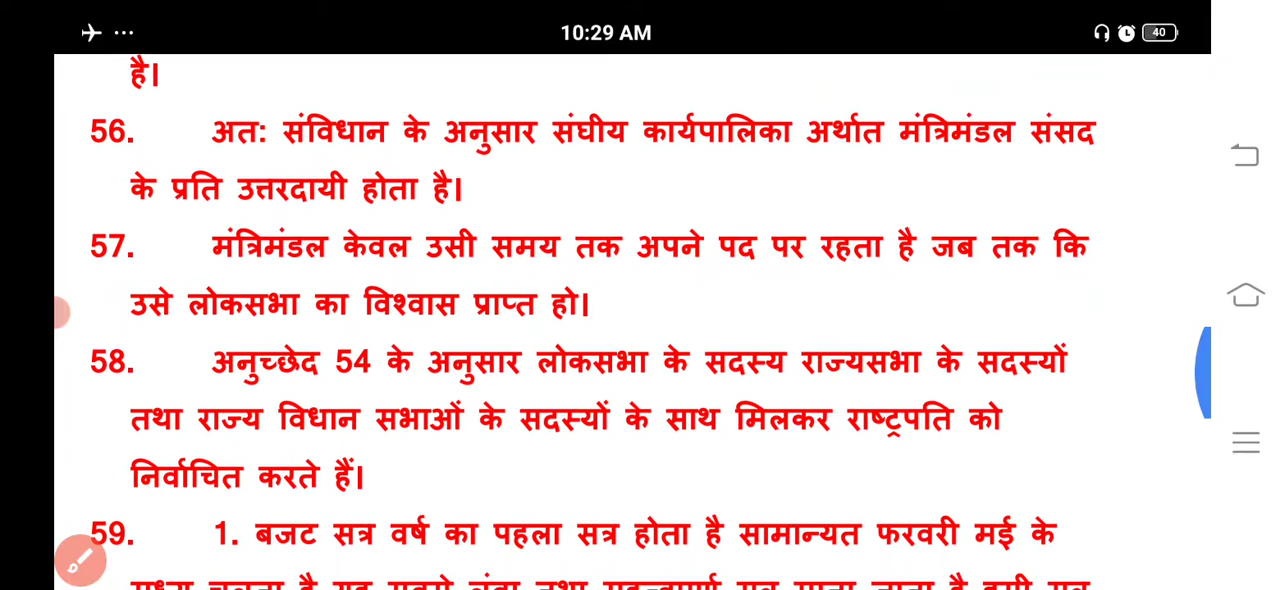 10:29 AM
40
है।
56. अत: संविधान के अनुसार संघीय कार्यपालिका अर्थात मंत्रिमंडल संसद
के प्रति उत्तरदायी होता है।
57. मंत्रिमंडल केवल उसी समय तक अपने पद पर रहता है जब तक कि
उसे लोकसभा का विश्वास प्राप्त हो।
58. अनुच्छेद 54 के अनुसार लोकसभा के सदस्य राज्यसभा के सदस्यों
तथा राज्य विधान सभाओं के सदस्यों के साथ मिलकर राष्ट्रपति को
निर्वाचित करते हैं।
59. 1. बजट सत्र वर्ष का पहला सत्र होता है सामान्यत फरवरी मई के